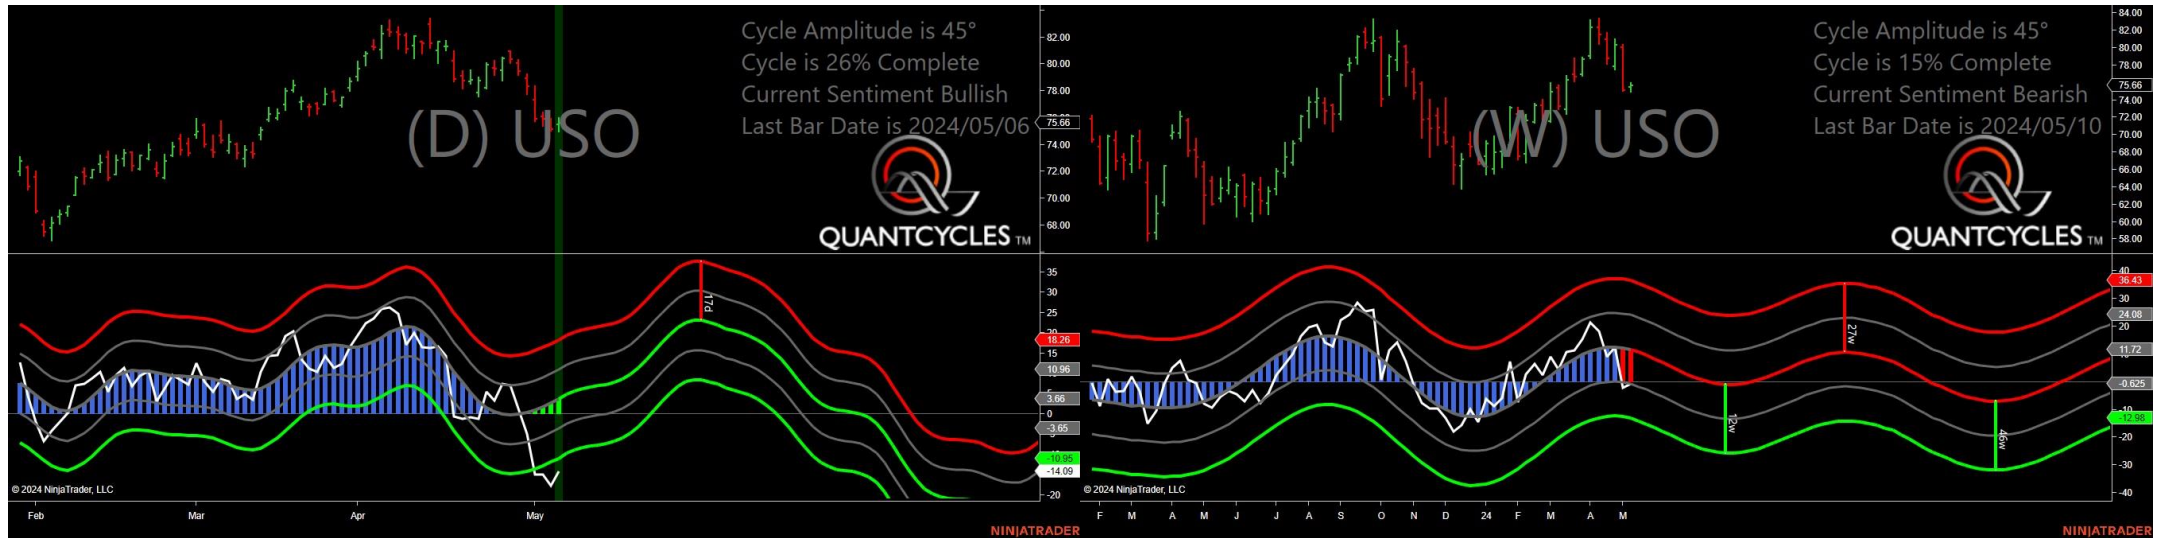 Cycle Amplitude is 45°
Cycle is 26% Complete
Current Sentiment Bullish
Last Bar Date is 2024/05/06
(D) USO
QUANTCYCLES TM
82.00
80.00
78.00
75.66
74.00
72.00
70.00
68.00
35
30
25
18.26
15
10.96
3.66
0
-3.65
-10.95
-14.09
-20
17d
© 2024 NinjaTrader, LLC
Feb Mar Apr May
NINJATRADER
Cycle Amplitude is 45°
Cycle is 15% Complete
Current Sentiment Bearish
Last Bar Date is 2024/05/10
(W) USO
QUANTCYCLES TM
84.00
82.00
80.00
78.00
75.66
74.00
72.00
70.00
68.00
66.00
64.00
62.00
60.00
58.00
40
36.43
30
24.08
20
11.72
-0.625
-10
-12.98
-20
-30
-40
27w
12w
46w
© 2024 NinjaTrader, LLC
F M A M J J A S O N D 24 F M A M
NINJATRADER